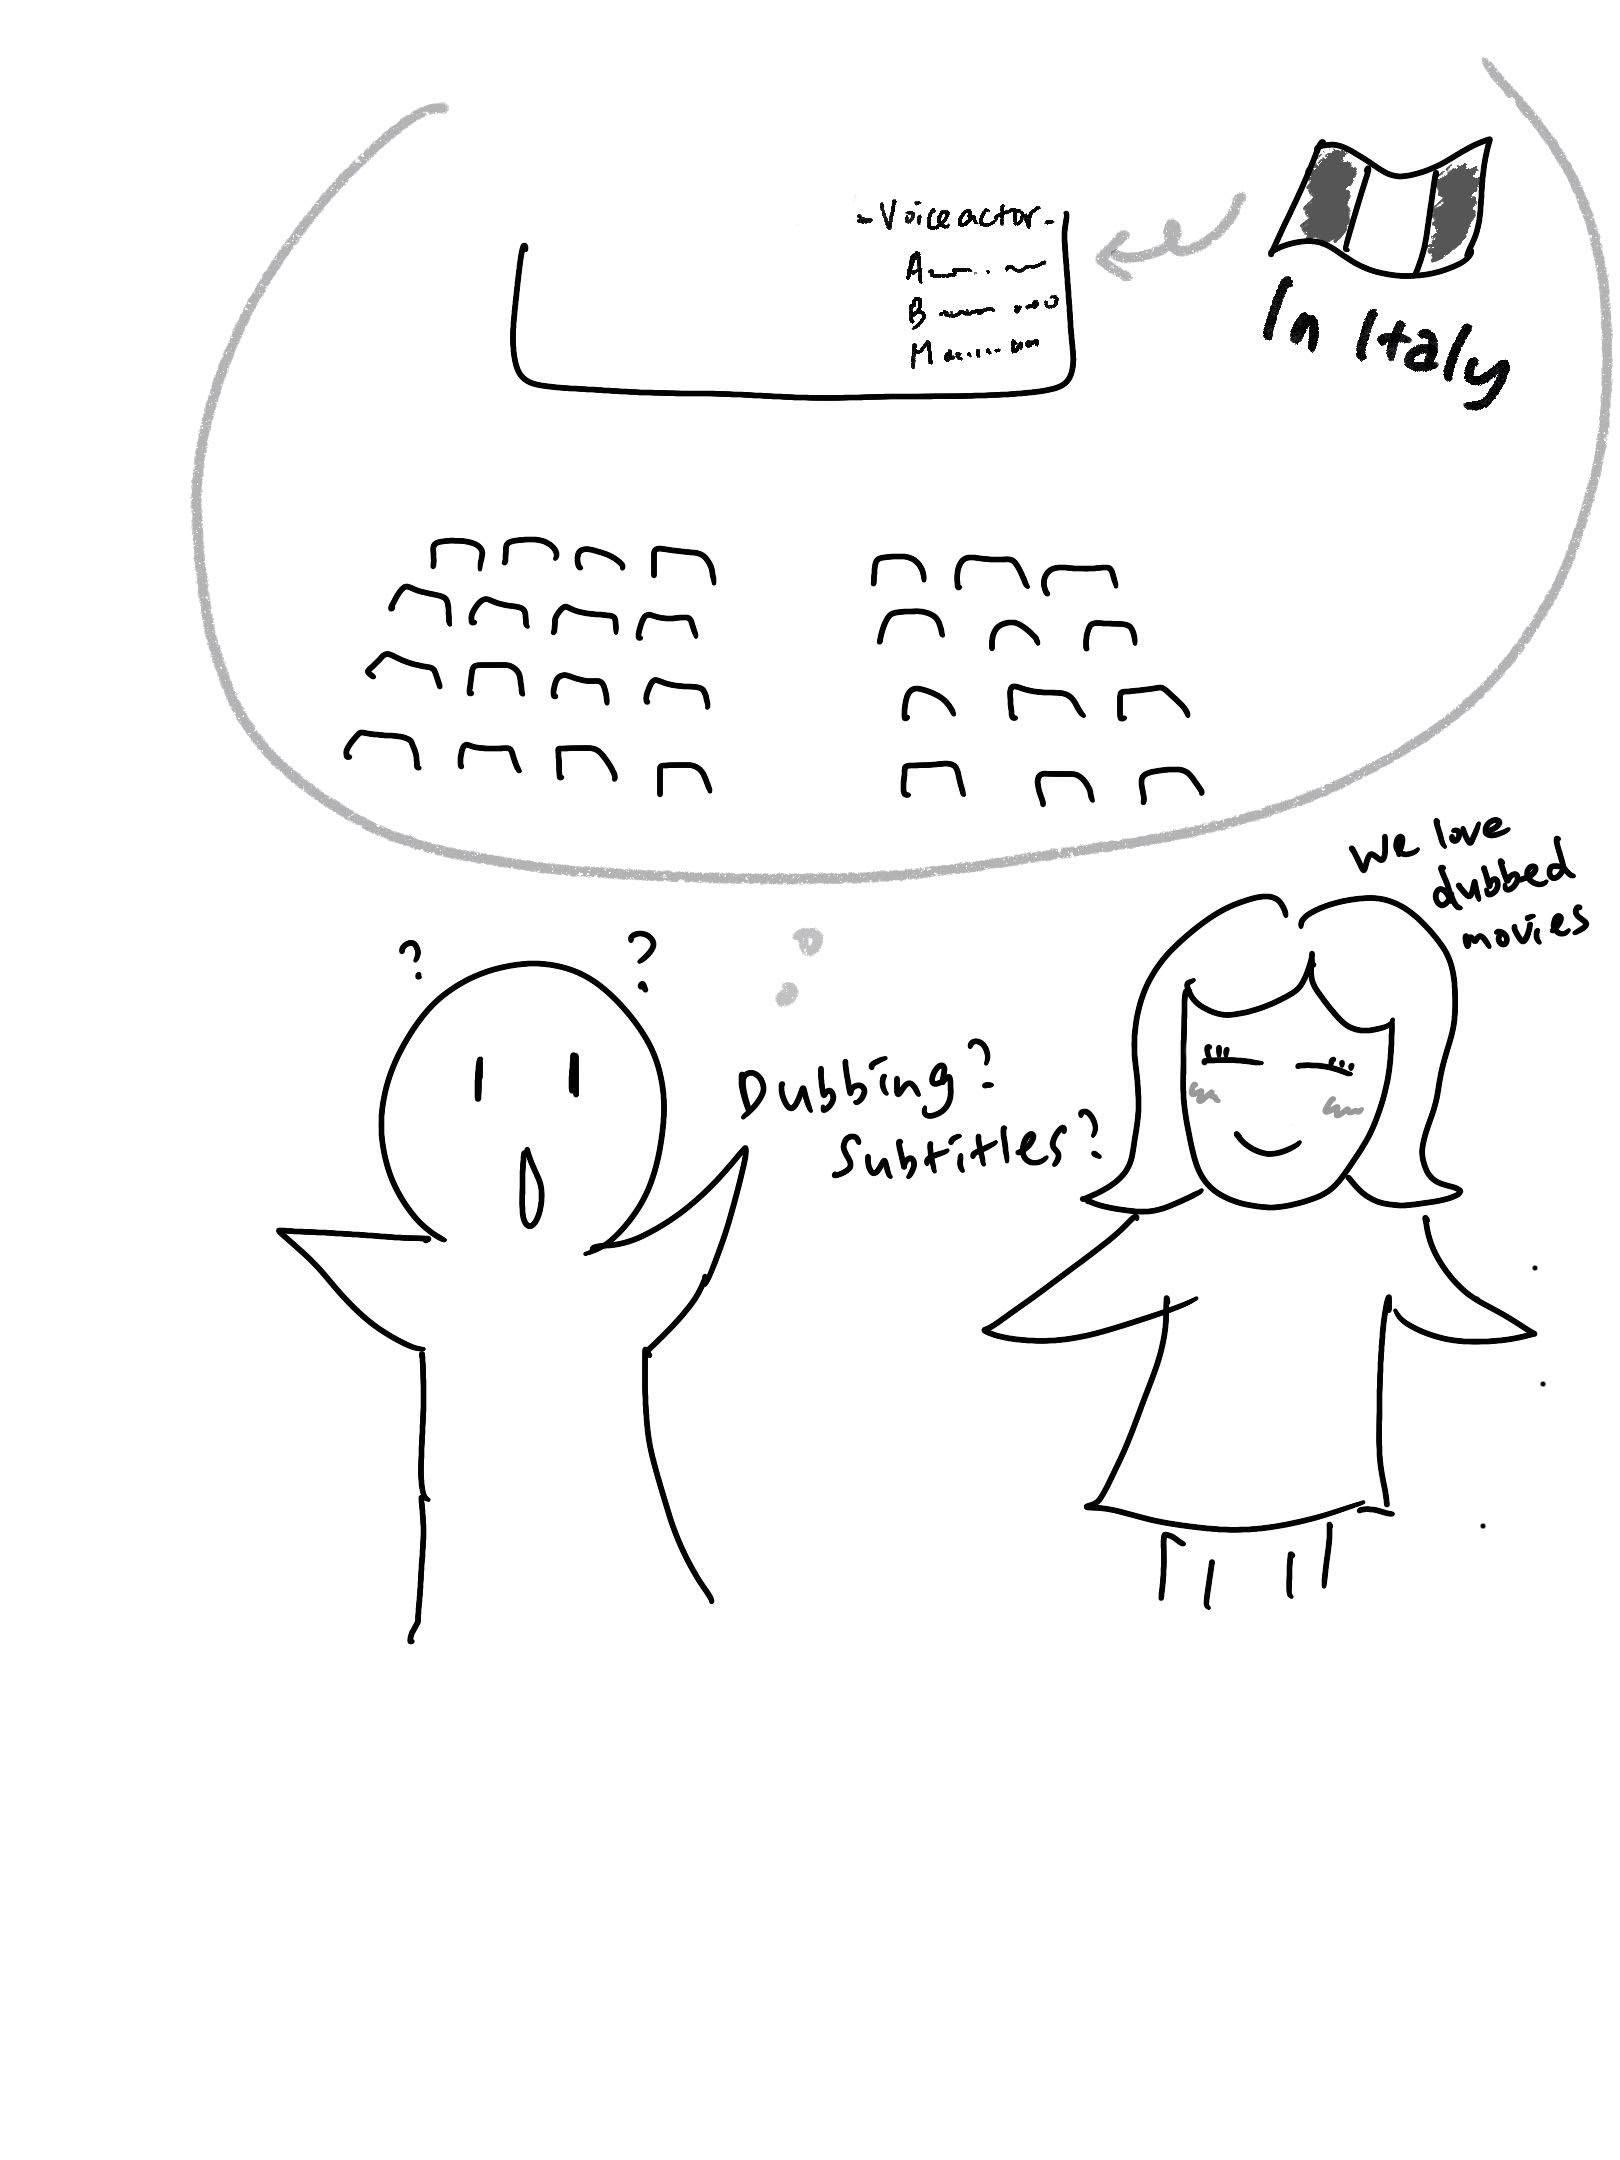 - Voice actor -
A
B
M
In Italy
We love
dubbed
movies
?
?
Dubbing?
Subtitles?